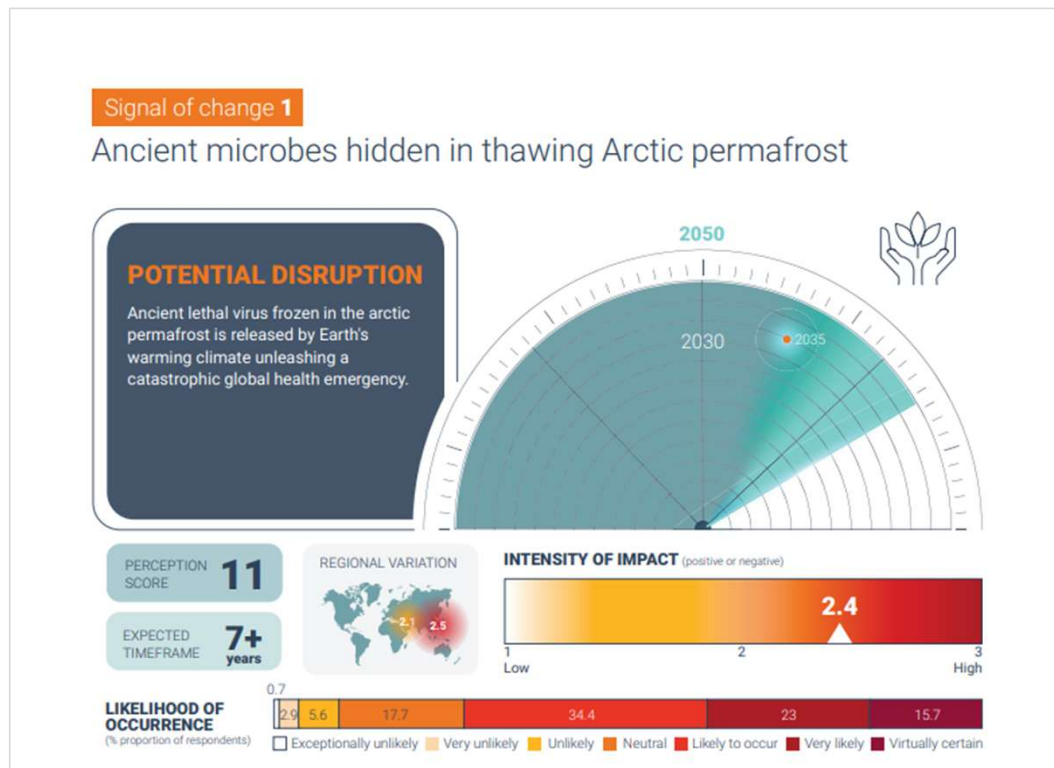 Signal of change 1
Ancient microbes hidden in thawing Arctic permafrost
POTENTIAL DISRUPTION
Ancient lethal virus frozen in the arctic
permafrost is released by Earth's
warming climate unleashing a
catastrophic global health emergency.
2050
2030
2035
PERCEPTION
SCORE
11
EXPECTED
TIMEFRAME
7+
years
REGIONAL VARIATION
2.1
2.5
INTENSITY OF IMPACT (positive or negative)
2.4
1 2 3
Low High
LIKELIHOOD OF
OCCURRENCE
(% proportion of respondents)
0.7
2.9 5.6 17.7 34.4 23 15.7
Exceptionally unlikely Very unlikely Unlikely Neutral Likely to occur Very likely Virtually certain